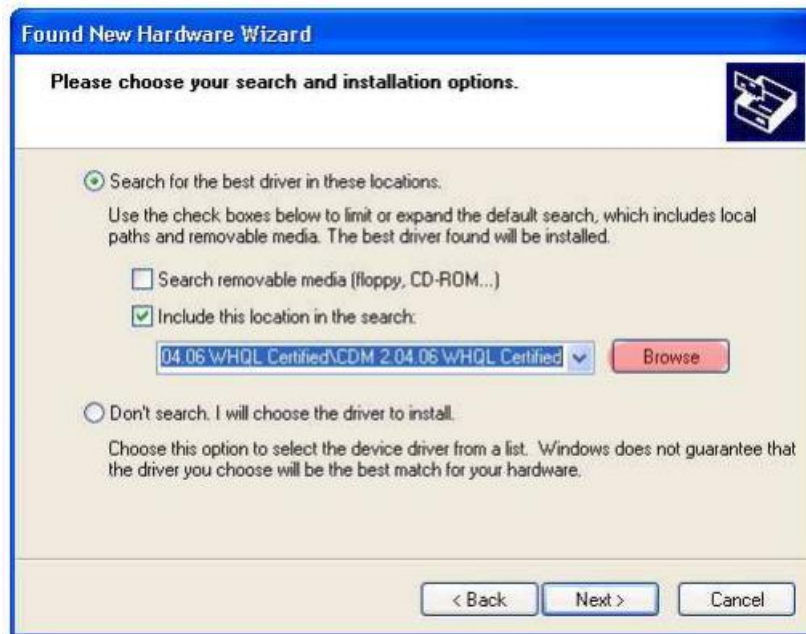 Found New Hardware Wizard
Please choose your search and installation options.
Search for the best driver in these locations.
Use the check boxes below to limit or expand the default search, which includes local
paths and removable media. The best driver found will be installed.
Search removable media (floppy, CD-ROM...)
Include this location in the search:
04.06 WHQL Certified\CDM 2.04.06 WHQL Certified
Browse
Don't search. I will choose the driver to install.
Choose this option to select the device driver from a list. Windows does not guarantee that
the driver you choose will be the best match for your hardware.
< Back
Next >
Cancel